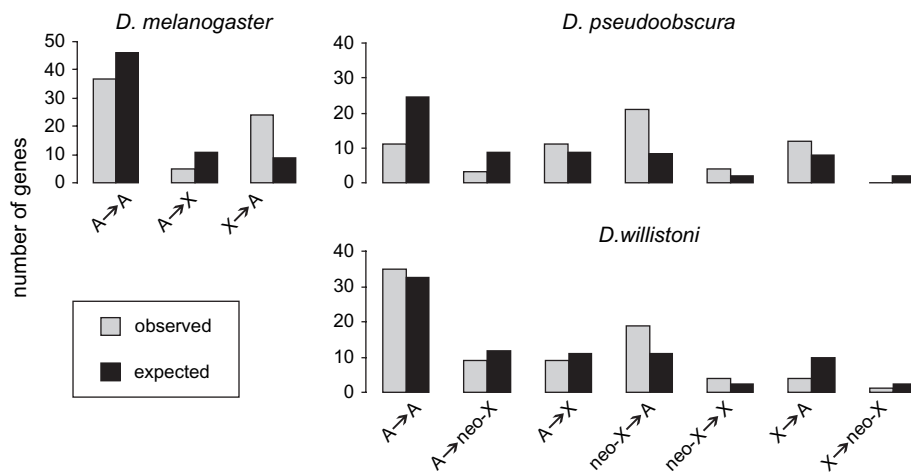 D. melanogaster
D. pseudoobscura
number of genes
50
40
30
20
10
0
A→A
A→X
X→A
40
30
20
10
0
D.willistoni
40
30
20
10
0
A→A
A→neo-X
A→X
neo-X→A
neo-X→X
X→A
X→neo-X
observed
expected